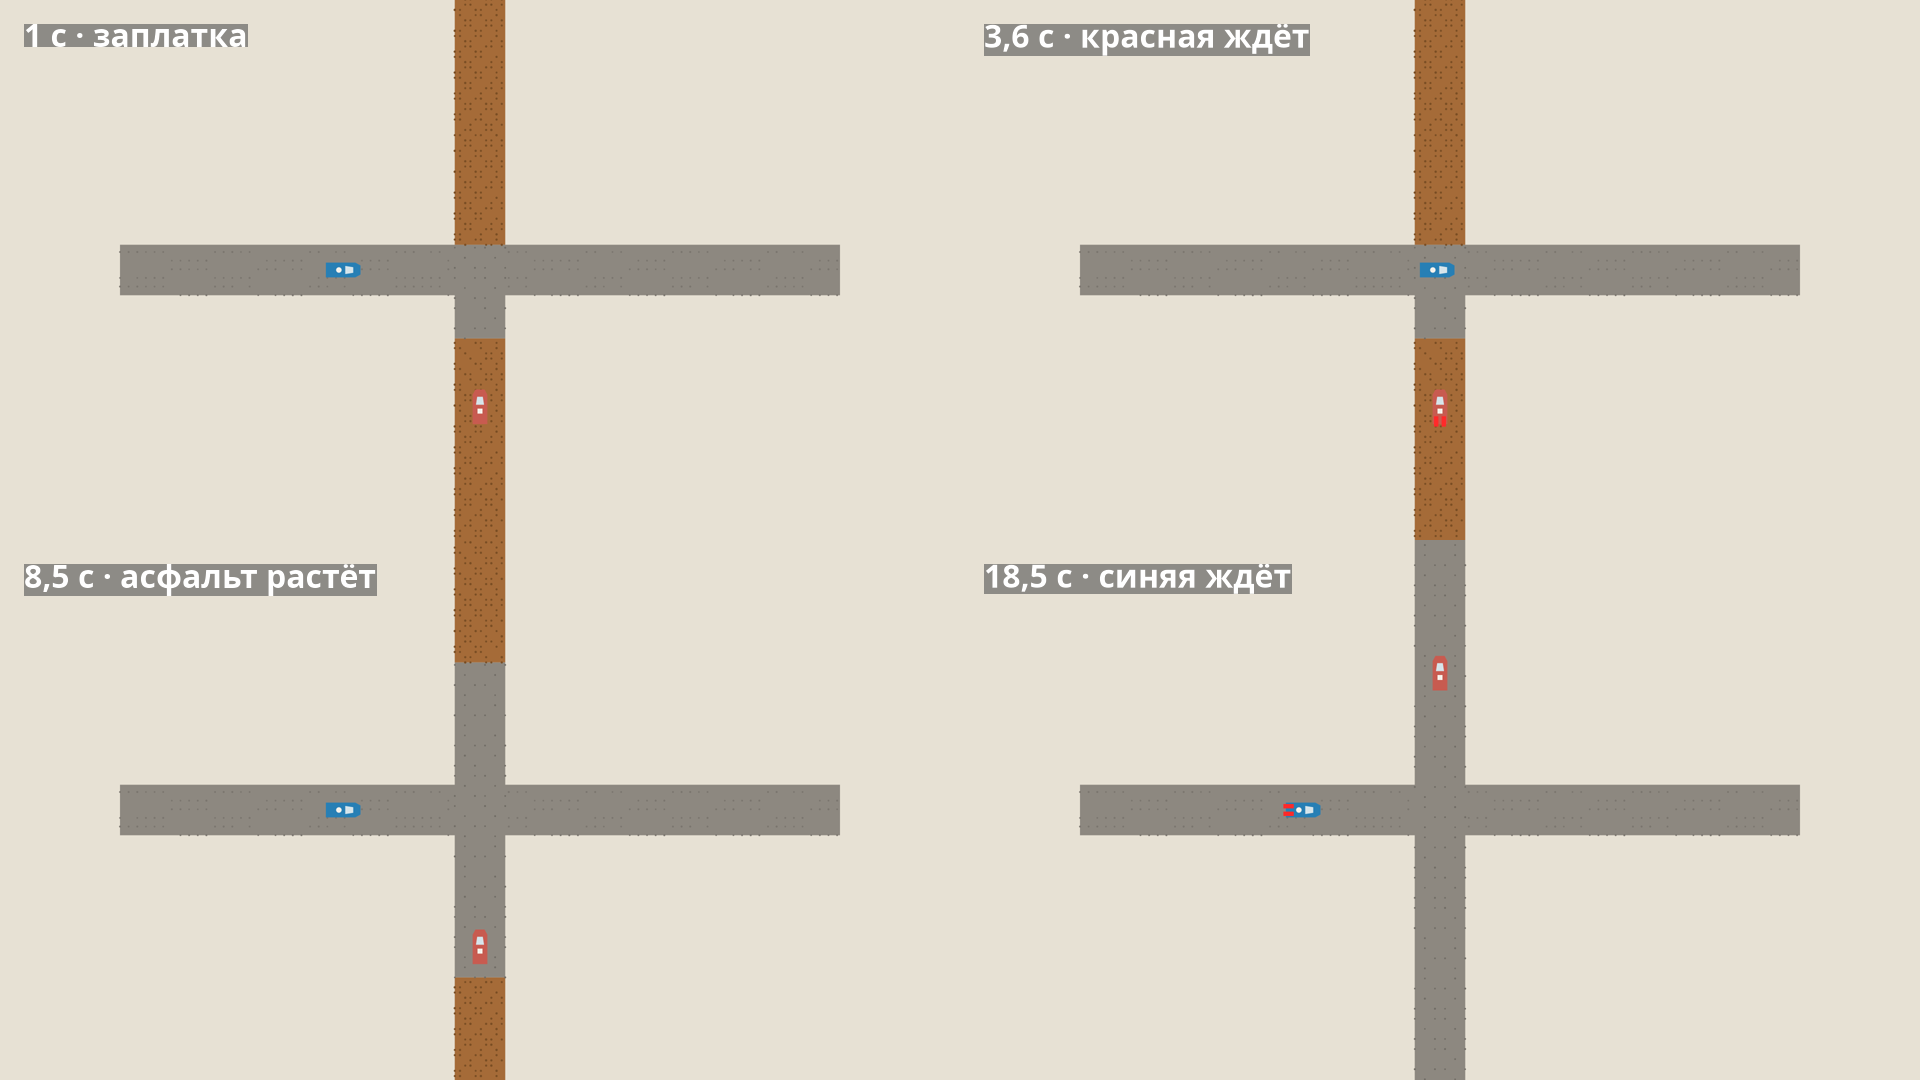 1 с · заплатка
3,6 с · красная ждёт
8,5 с · асфальт растёт
18,5 с · синяя ждёт